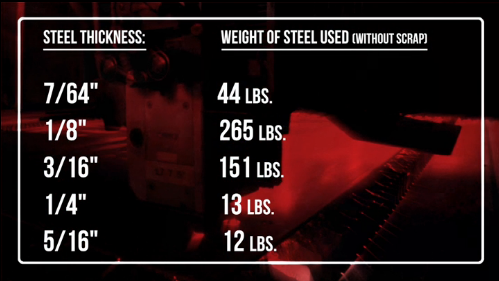 STEEL THICKNESS: WEIGHT OF STEEL USED (WITHOUT SCRAP)
7/64" 44 LBS.
1/8" 265 LBS.
3/16" 151 LBS.
1/4" 13 LBS.
5/16" 12 LBS.